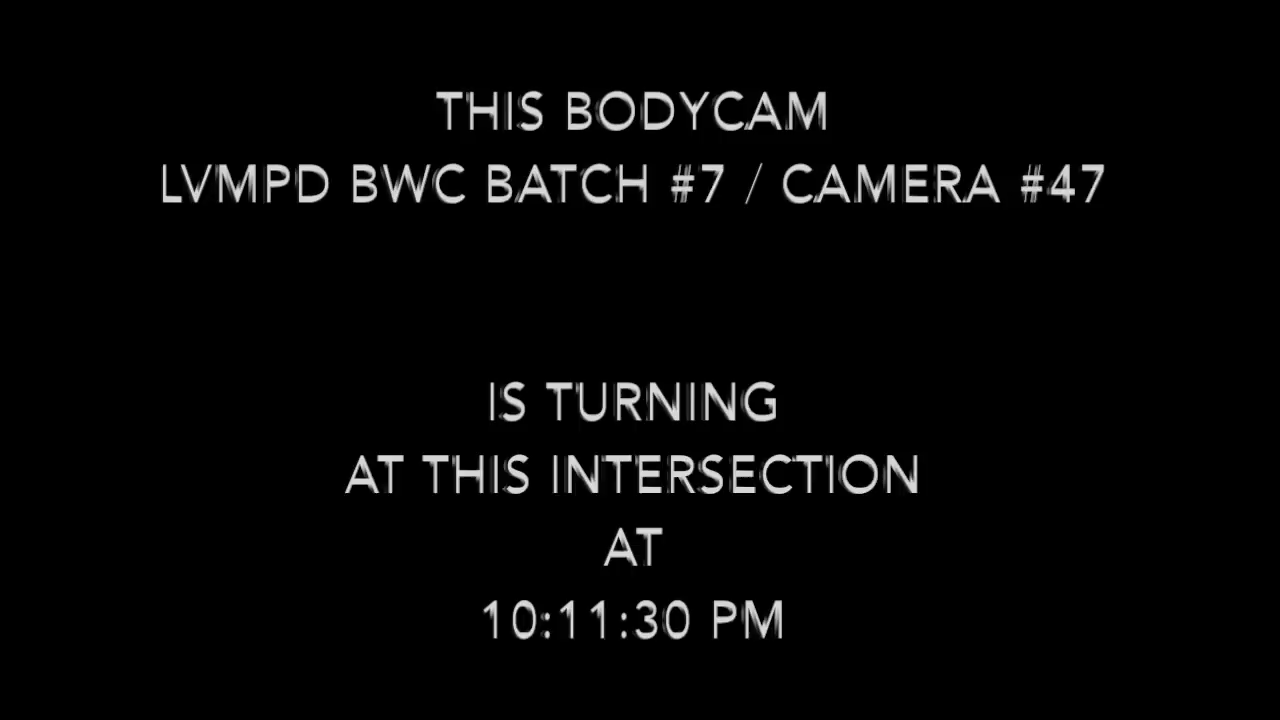 THIS BODYCAM
LVMPD BWC BATCH #7 / CAMERA #47
IS TURNING
AT THIS INTERSECTION
AT
10:11:30 PM